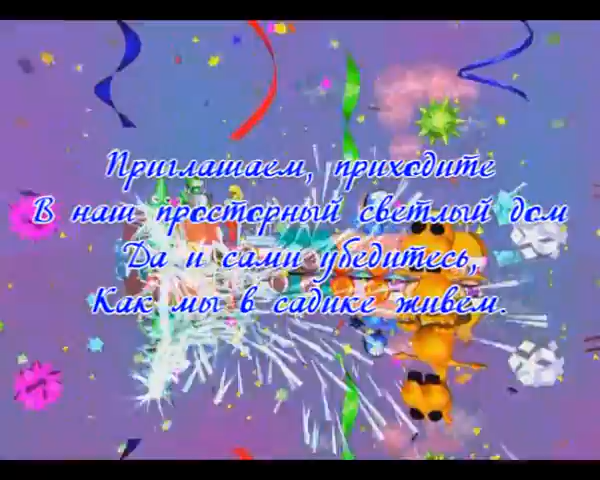 Приглашаем, приходите
В наш просторный светлый дом
Да и сами убедитесь,
Как мы в садике живем.